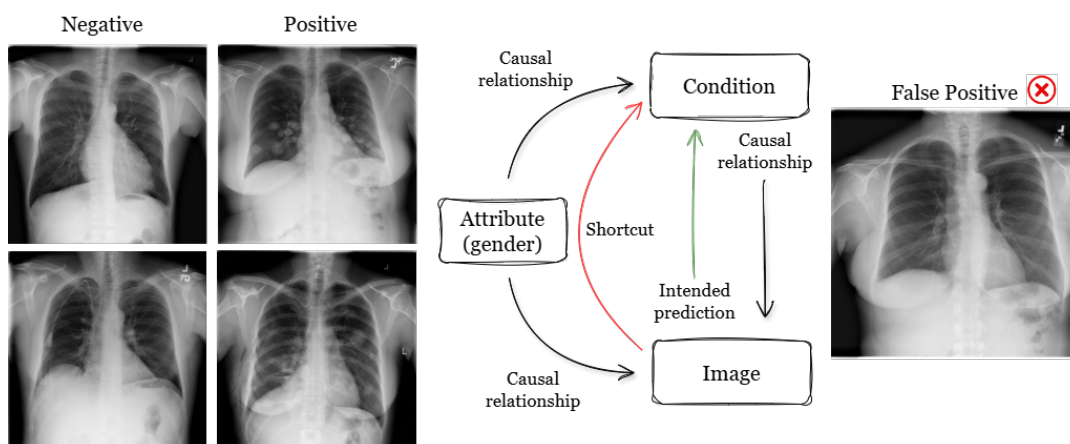 Negative
Positive
Causal
relationship
Condition
False Positive
Causal
relationship
Attribute
(gender)
Shortcut
Intended
prediction
Image
Causal
relationship
L